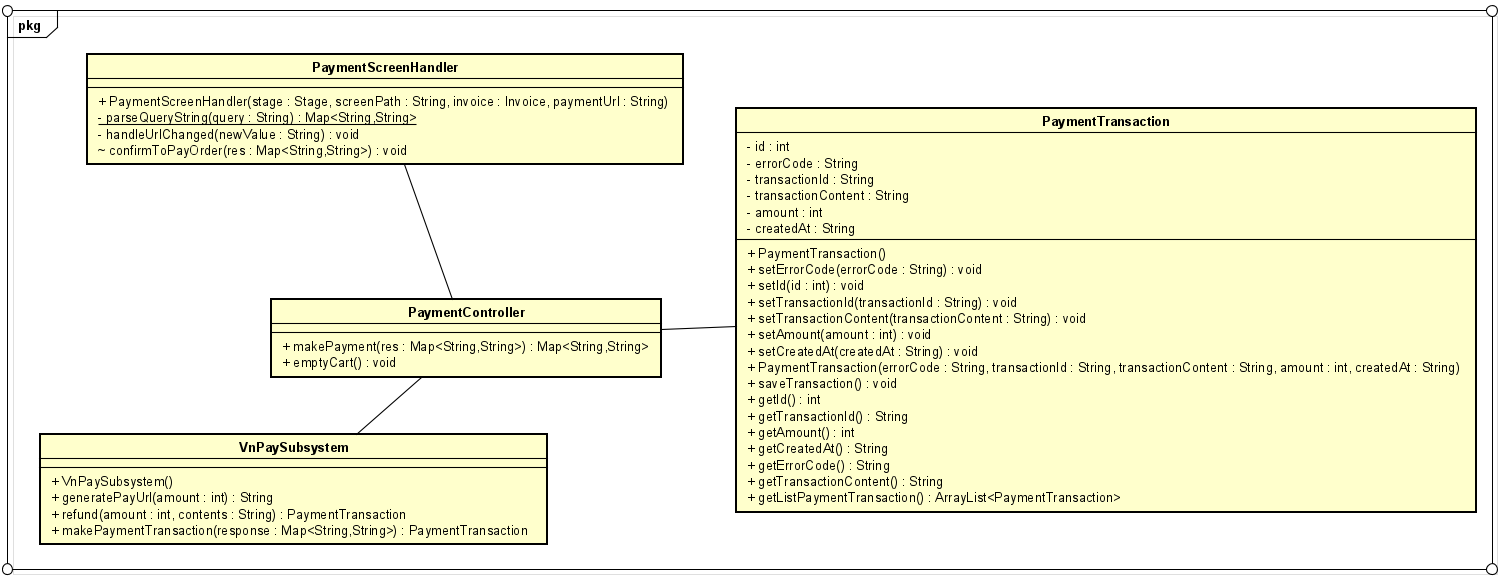 pkg
PaymentScreenHandler
+ PaymentScreenHandler(stage : Stage, screenPath : String, invoice : Invoice, paymentUrl : String)
- parseQueryString(query : String) : Map<String,String>
- handleUrlChanged(newValue : String) : void
~ confirmToPayOrder(res : Map<String,String>) : void
PaymentController
+ makePayment(res : Map<String,String>) : Map<String,String>
+ emptyCart() : void
VnPaySubsystem
+ VnPaySubsystem()
+ generatePayUrl(amount : int) : String
+ refund(amount : int, contents : String) : PaymentTransaction
+ makePaymentTransaction(response : Map<String,String>) : PaymentTransaction
PaymentTransaction
- id : int
- errorCode : String
- transactionId : String
- transactionContent : String
- amount : int
- createdAt : String
+ PaymentTransaction()
+ setErrorCode(errorCode : String) : void
+ setId(id : int) : void
+ setTransactionId(transactionId : String) : void
+ setTransactionContent(transactionContent : String) : void
+ setAmount(amount : int) : void
+ setCreatedAt(createdAt : String) : void
+ PaymentTransaction(errorCode : String, transactionId : String, transactionContent : String, amount : int, createdAt : String)
+ saveTransaction() : void
+ getId() : int
+ getTransactionId() : String
+ getAmount() : int
+ getCreatedAt() : String
+ getErrorCode() : String
+ getTransactionContent() : String
+ getListPaymentTransaction() : ArrayList<PaymentTransaction>